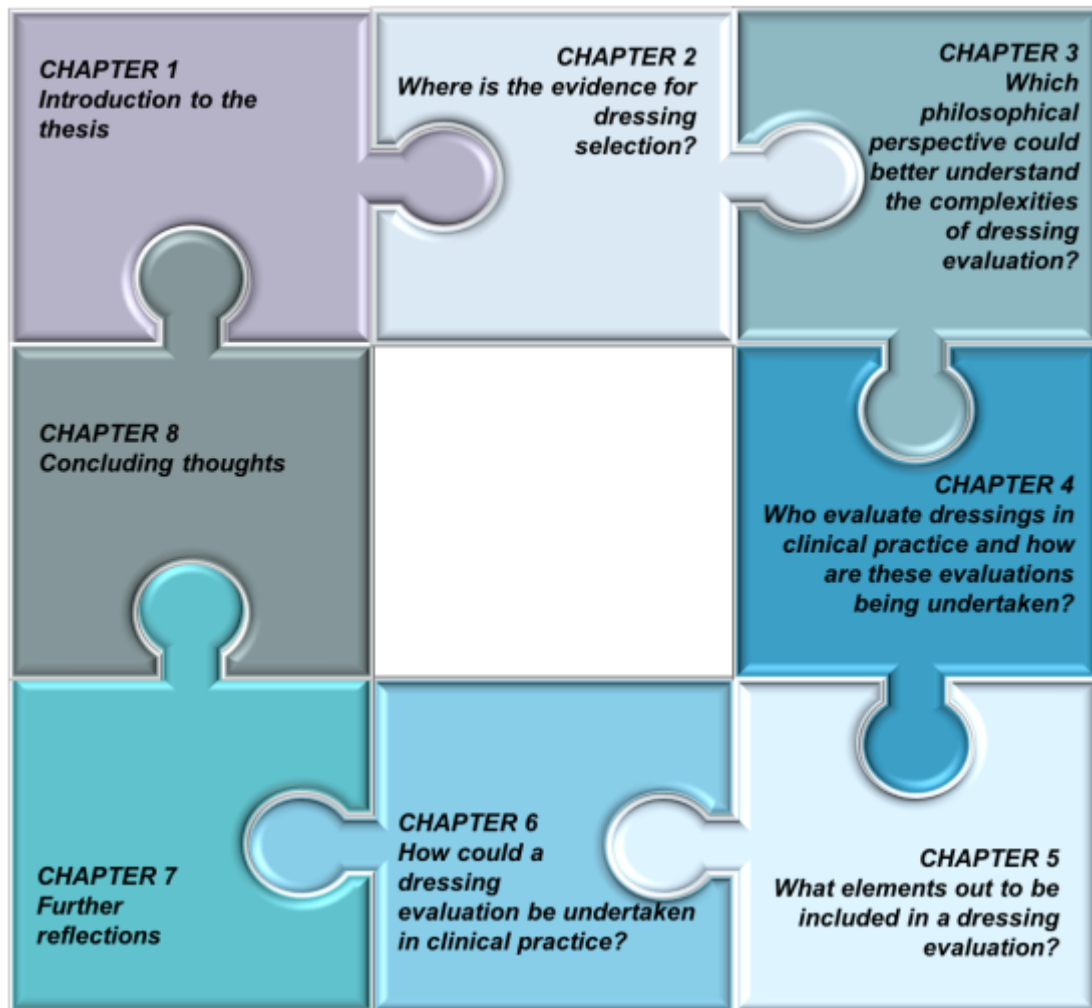 CHAPTER 1
Introduction to the
thesis
CHAPTER 2
Where is the evidence for
dressing
selection?
CHAPTER 3
Which
philosophical
perspective could
better understand
the complexities
of dressing
evaluation?
CHAPTER 4
Who evaluate dressings in
clinical practice and how
are these evaluations
being undertaken?
CHAPTER 5
What elements out to be
included in a dressing
evaluation?
CHAPTER 6
How could a
dressing
evaluation be undertaken
in clinical practice?
CHAPTER 7
Further
reflections
CHAPTER 8
Concluding thoughts